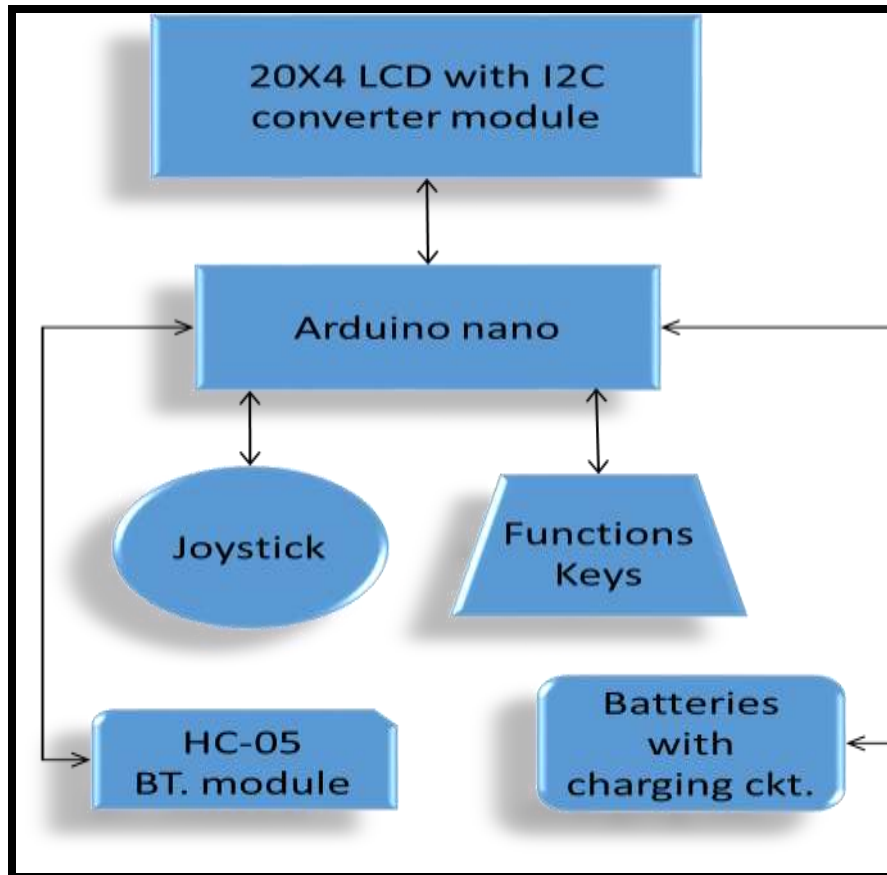 20X4 LCD with I2C
converter module
Arduino nano
Joystick
Functions
Keys
HC-05
BT. module
Batteries
with
charging ckt.